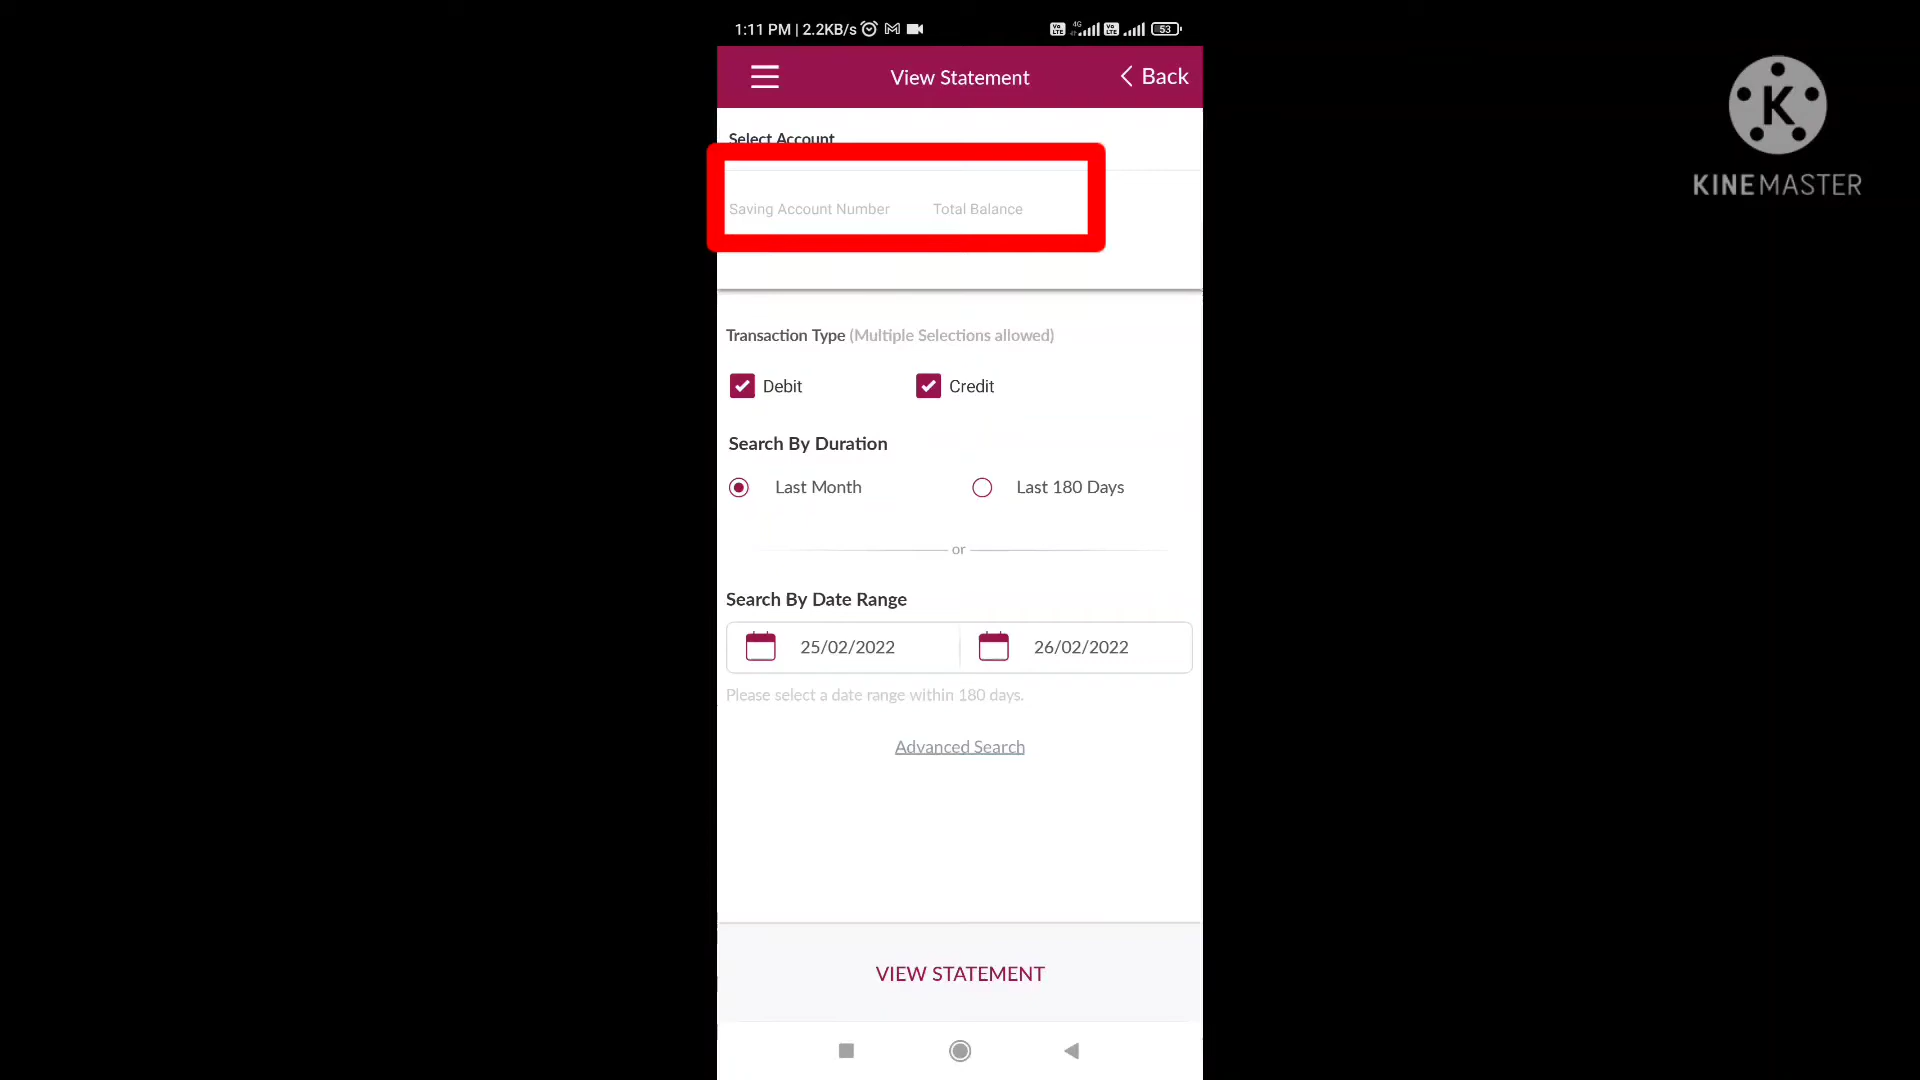 1:11 PM | 2.2KB/s
4G
53
View Statement
Back
K
KINEMASTER
Select Account
Saving Account Number Total Balance
Transaction Type (Multiple Selections allowed)
Debit Credit
Search By Duration
Last Month Last 180 Days
or
Search By Date Range
25/02/2022 26/02/2022
Please select a date range within 180 days.
Advanced Search
VIEW STATEMENT